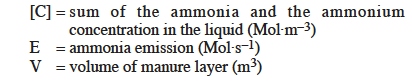 [C] = sum of the ammonia and the ammonium
concentration in the liquid (Mol·m⁻³)
E = ammonia emission (Mol·s⁻¹)
V = volume of manure layer (m³)